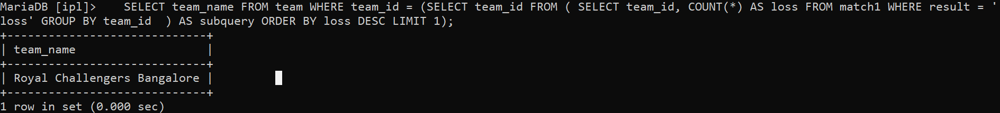 MariaDB [ipl]>    SELECT team_name FROM team WHERE team_id = (SELECT team_id FROM ( SELECT team_id, COUNT(*) AS loss FROM match1 WHERE result = '
loss' GROUP BY team_id  ) AS subquery ORDER BY loss DESC LIMIT 1);
+-----------------------------+
| team_name                   |
+-----------------------------+
| Royal Challengers Bangalore |
+-----------------------------+
1 row in set (0.000 sec)